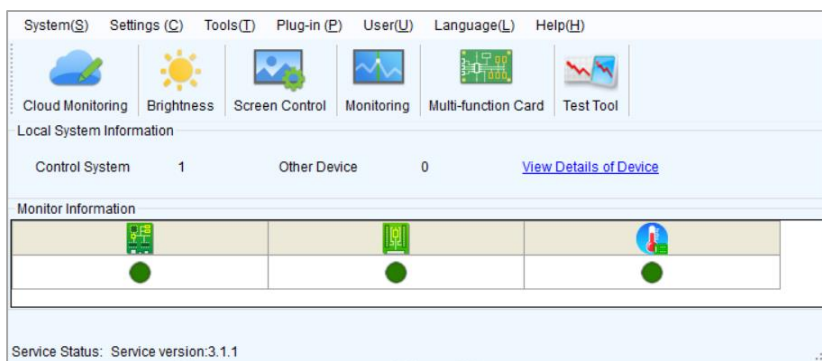 System(S) Settings (C) Tools(T) Plug-in (P) User(U) Language(L) Help(H)
Cloud Monitoring Brightness Screen Control Monitoring Multi-function Card Test Tool
Local System Information
Control System 1 Other Device 0 View Details of Device
Monitor Information
Service Status: Service version:3.1.1